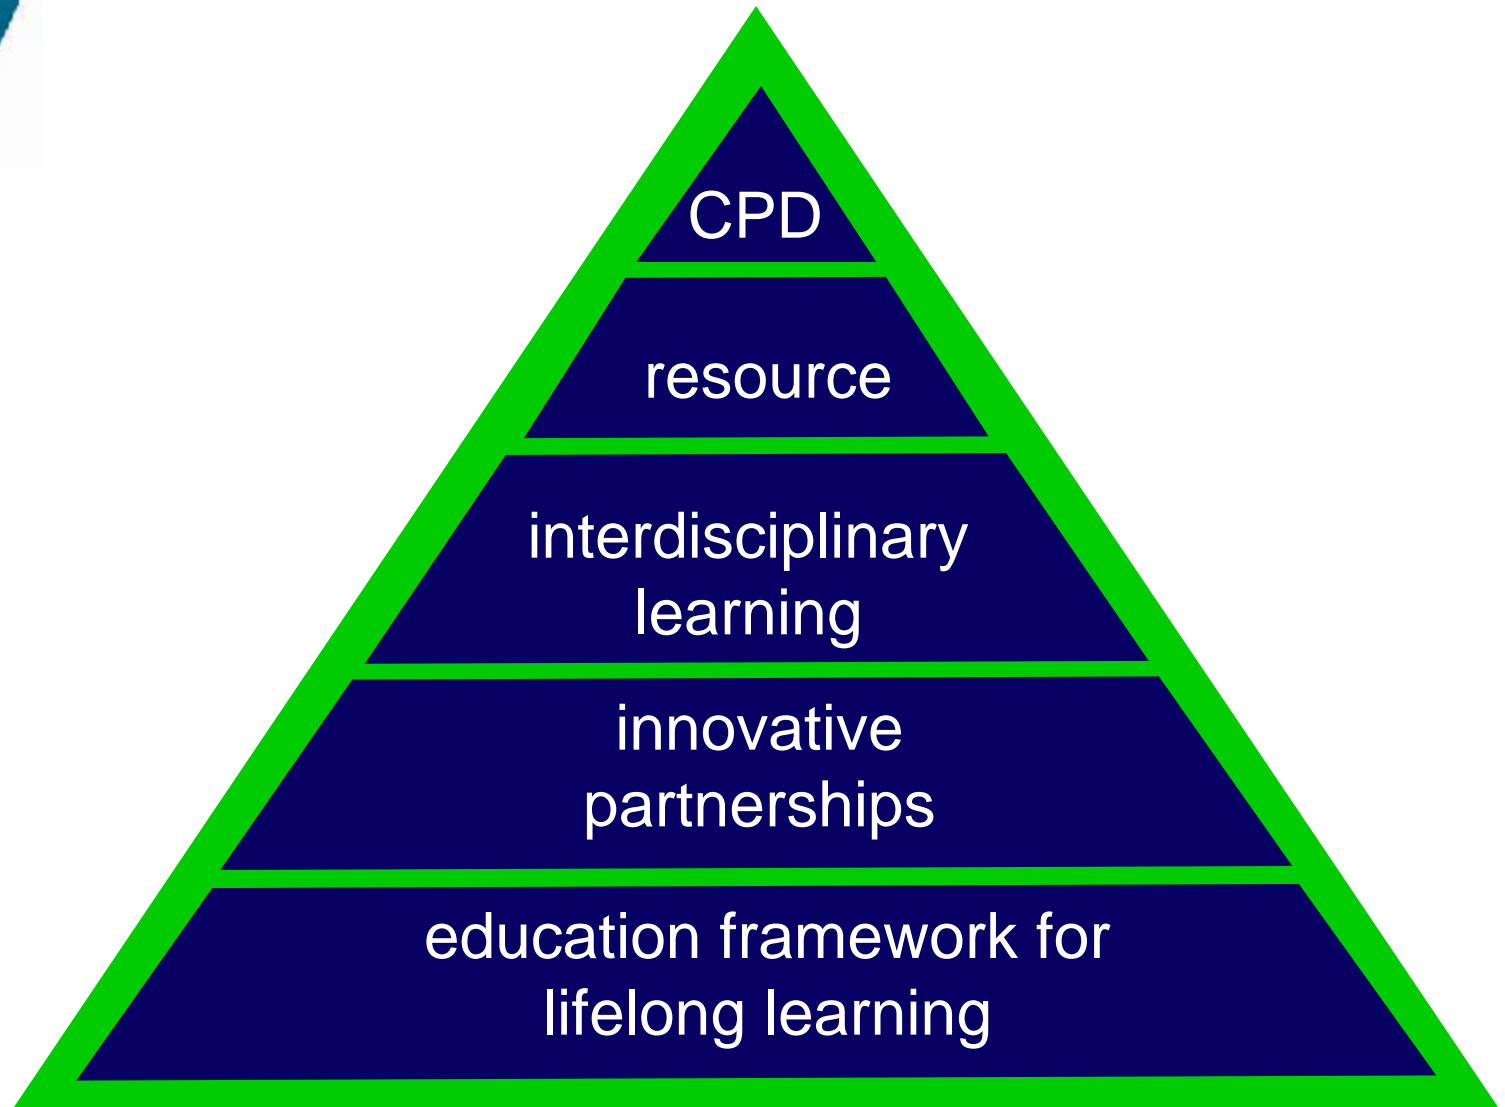 CPD
resource
interdisciplinary
learning
innovative
partnerships
education framework for
lifelong learning